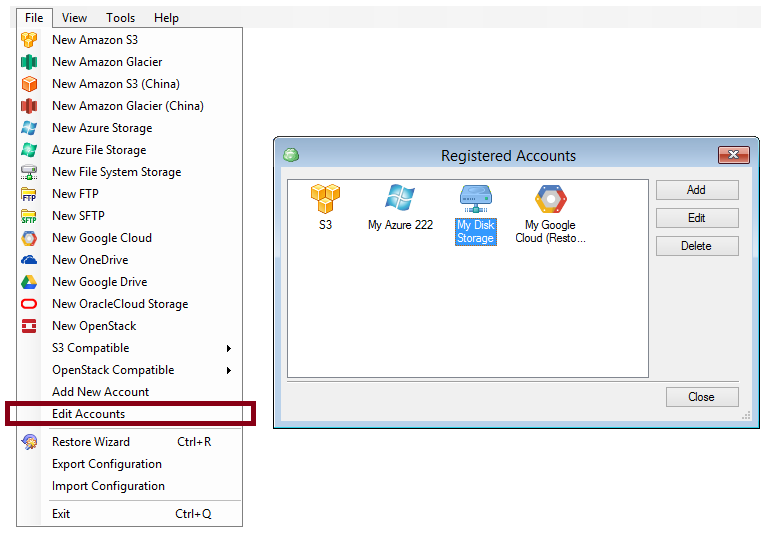 File View Tools Help
New Amazon S3
New Amazon Glacier
New Amazon S3 (China)
New Amazon Glacier (China)
New Azure Storage
Azure File Storage
New File System Storage
FTP New FTP
SFTP New SFTP
New Google Cloud
New OneDrive
New Google Drive
New OracleCloud Storage
New OpenStack
S3 Compatible
OpenStack Compatible
Add New Account
Edit Accounts
Restore Wizard Ctrl+R
Export Configuration
Import Configuration
Exit Ctrl+Q
Registered Accounts
S3
My Azure 222
My Disk
Storage
My Google
Cloud (Resto...
Add
Edit
Delete
Close